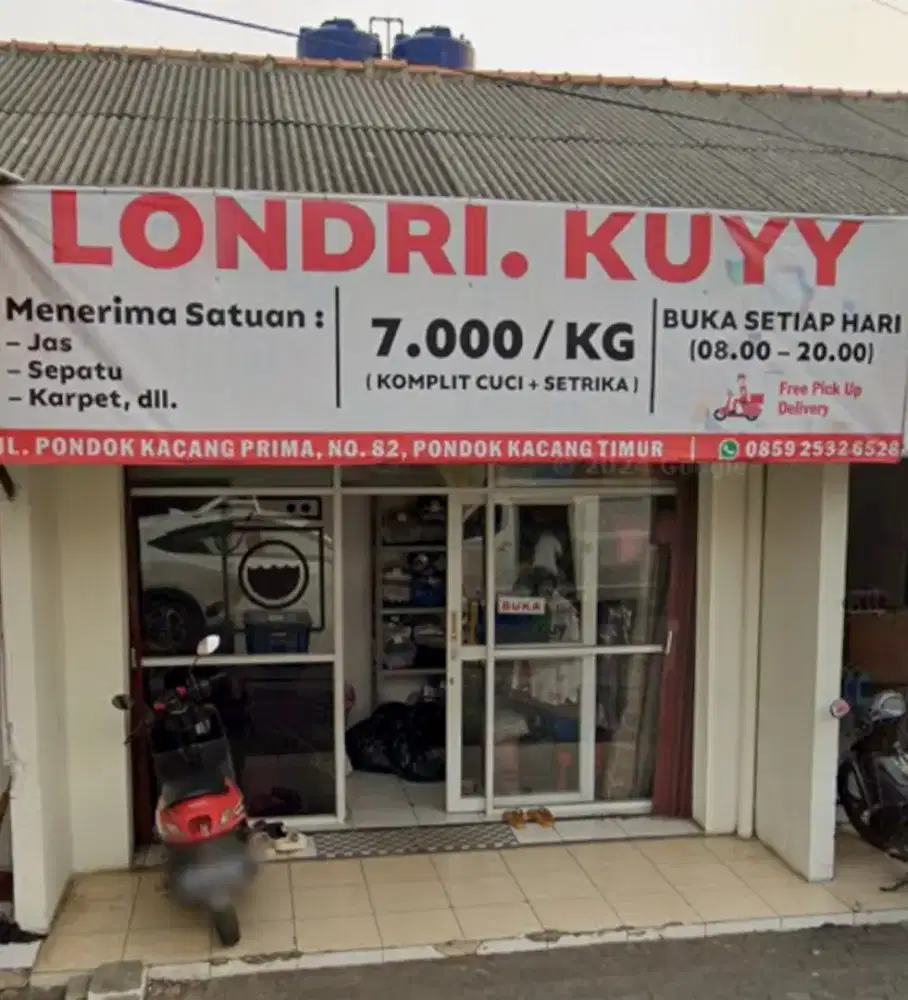 LONDRI. KUYY
Menerima Satuan :
- Jas
- Sepatu
- Karpet, dll.
7.000 / KG
( KOMPLIT CUCI + SETRIKA )
BUKA SETIAP HARI
(08.00 - 20.00)
Free Pick Up
Delivery
JL. PONDOK KACANG PRIMA, NO. 82, PONDOK KACANG TIMUR | 0859 2532 6528
© 2024 Google
BUKA